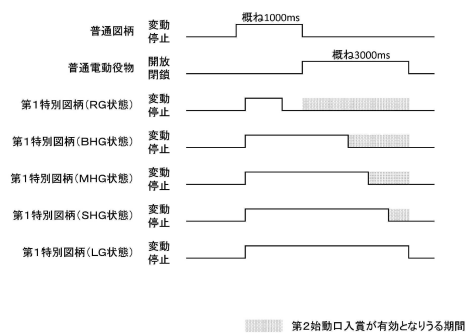 概ね1000ms
普通図柄 変動
停止
概ね3000ms
普通電動役物 開放
閉鎖
第1特別図柄(RG状態) 変動
停止
第1特別図柄(BHG状態) 変動
停止
第1特別図柄(MHG状態) 変動
停止
第1特別図柄(SHG状態) 変動
停止
第1特別図柄(LG状態) 変動
停止
第2始動口入賞が有効となりうる期間